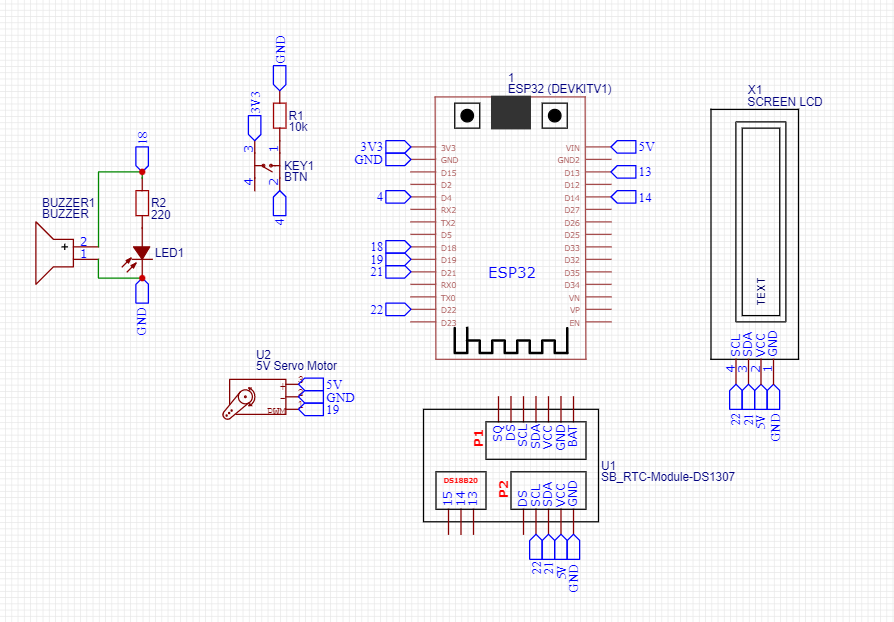 GND
3V3
R1
10k
3
1
4
2
KEY1
BTN
4
18
BUZZER1
BUZZER
+
2
1
R2
220
LED1
GND
1
ESP32 (DEVKITV1)
3V3
GND
4
18
19
21
22
3V3
GND
D15
D2
D4
RX2
TX2
D5
D18
D19
D21
RX0
TX0
D22
D23
ESP32
VIN
GND2
D13
D12
D14
D27
D26
D25
D33
D32
D35
D34
VN
VP
EN
5V
13
14
X1
SCREEN LCD
TEXT
SCL
SDA
VCC
GND
4
3
2
1
22
21
5V
GND
U2
5V Servo Motor
+
-
PWM
5V
GND
19
P1
SQ
DS
SCL
SDA
VCC
GND
BAT
U1
SB_RTC-Module-DS1307
DS18B20
15
14
13
P2
DS
SCL
SDA
VCC
GND
22
21
5V
GND